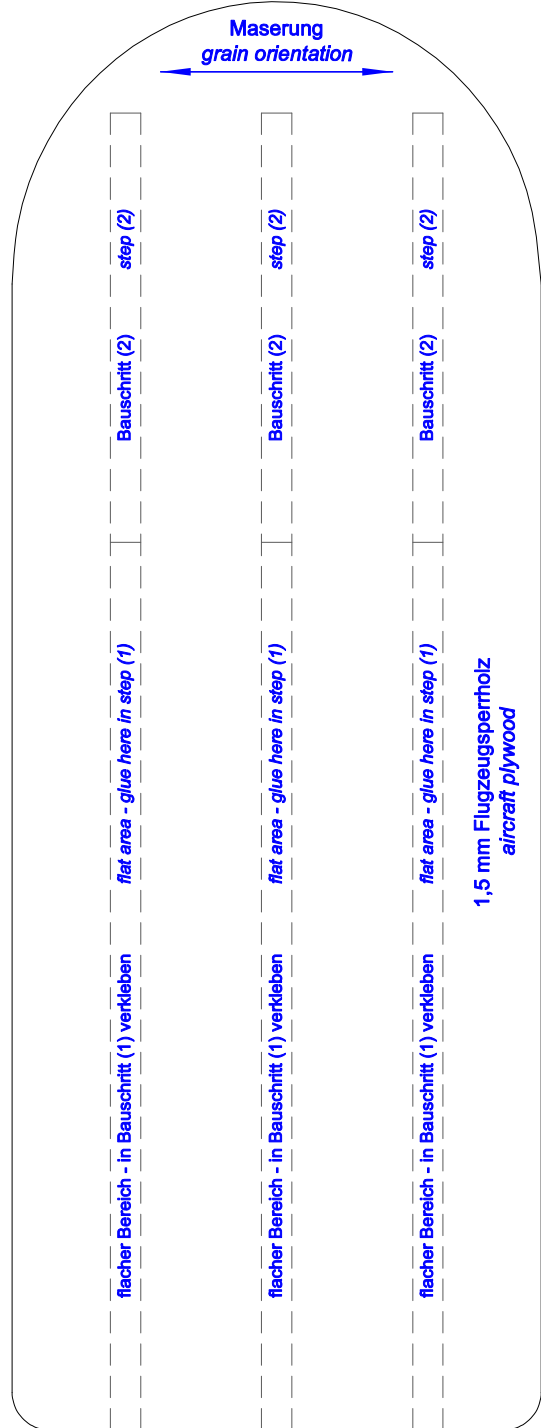 Maserung
grain orientation
flacher Bereich - in Bauschritt (1) verkleben
flat area - glue here in step (1)
Bauschritt (2)
step (2)
flacher Bereich - in Bauschritt (1) verkleben
flat area - glue here in step (1)
Bauschritt (2)
step (2)
flacher Bereich - in Bauschritt (1) verkleben
flat area - glue here in step (1)
Bauschritt (2)
step (2)
1,5 mm Flugzeugsperrholz
aircraft plywood